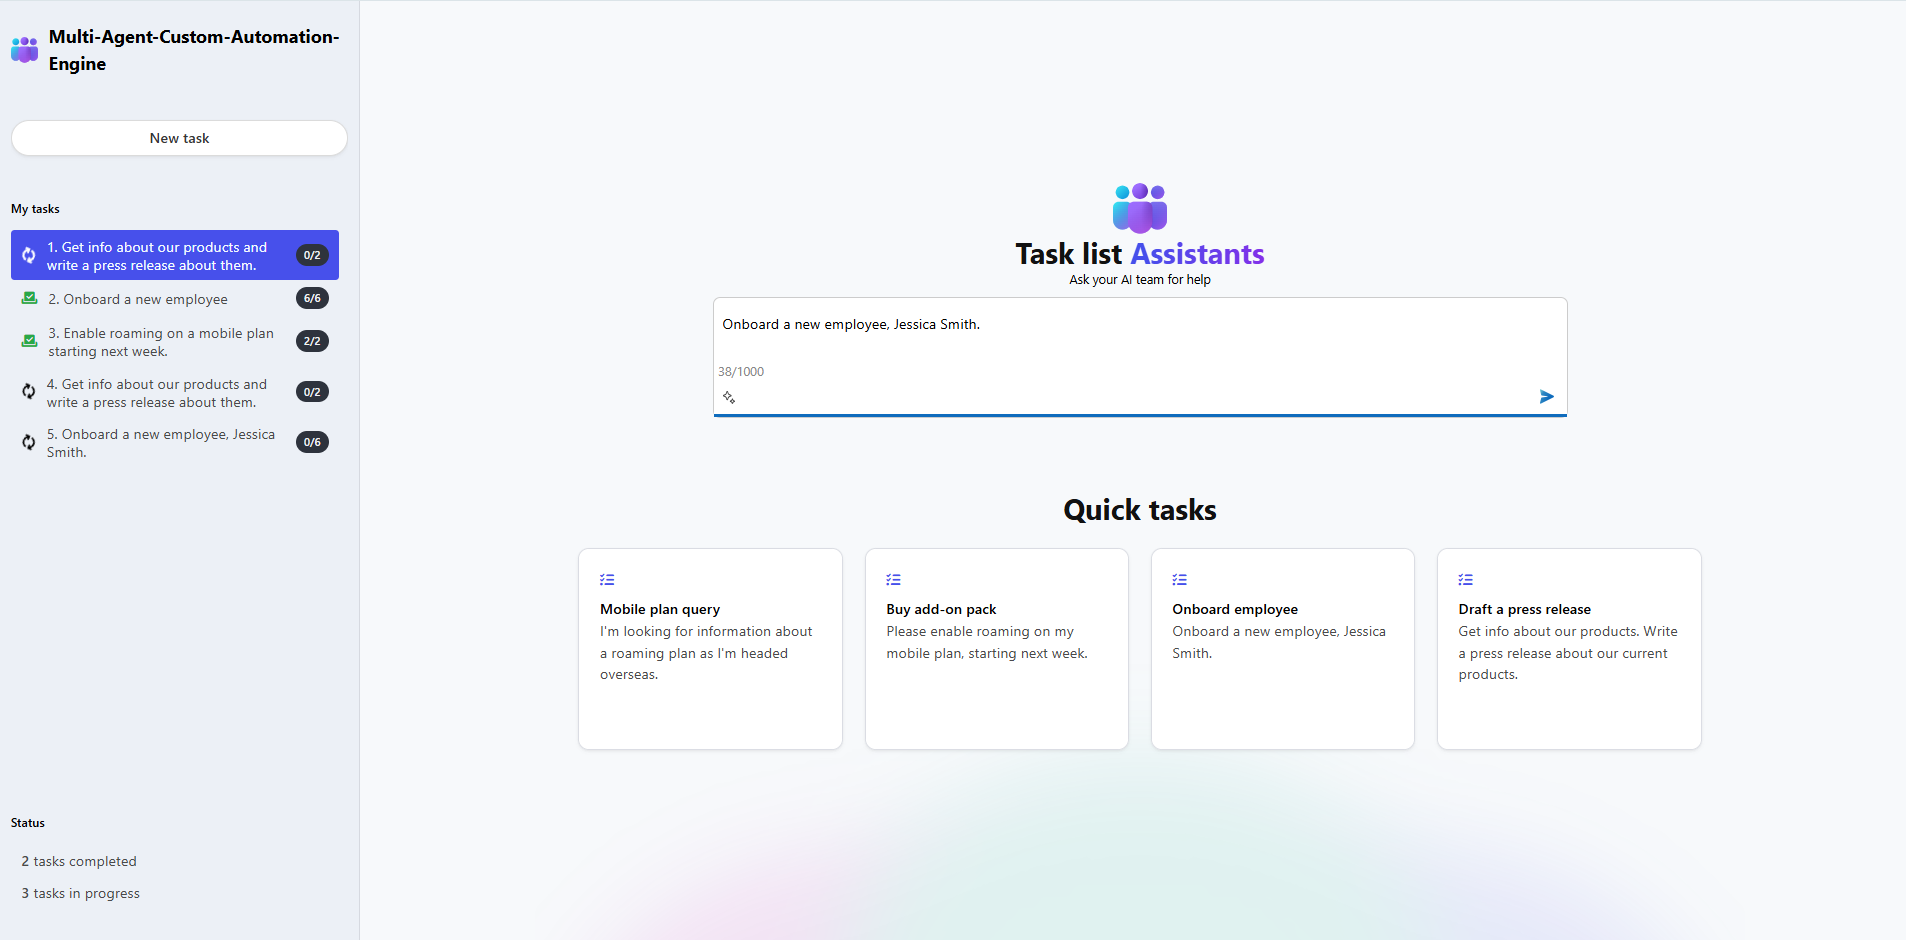 Multi-Agent-Custom-Automation-
Engine
New task
My tasks
1. Get info about our products and
write a press release about them.
0/2
2. Onboard a new employee
6/6
3. Enable roaming on a mobile plan
starting next week.
2/2
4. Get info about our products and
write a press release about them.
0/2
5. Onboard a new employee, Jessica
Smith.
0/6
Status
2 tasks completed
3 tasks in progress
Task list Assistants
Ask your AI team for help
Onboard a new employee, Jessica Smith.
38/1000
Quick tasks
Mobile plan query
I'm looking for information about
a roaming plan as I'm headed
overseas.
Buy add-on pack
Please enable roaming on my
mobile plan, starting next week.
Onboard employee
Onboard a new employee, Jessica
Smith.
Draft a press release
Get info about our products. Write
a press release about our current
products.